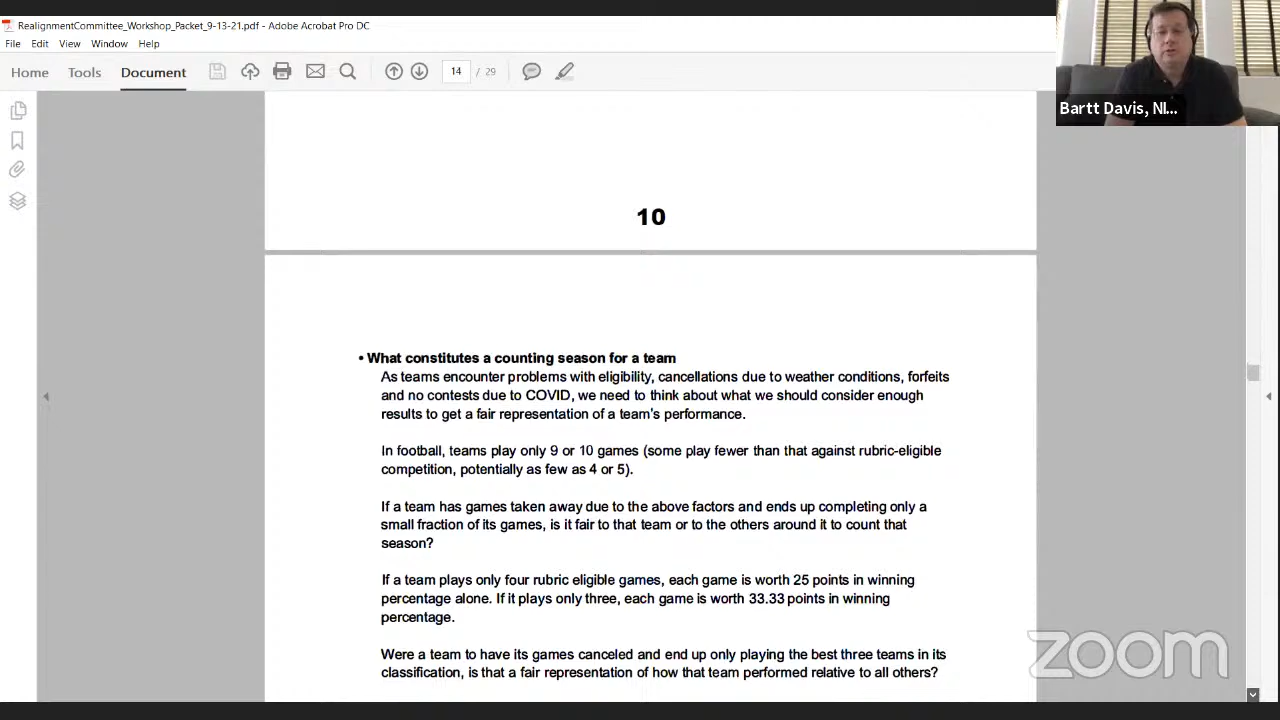 RealignmentCommittee_Workshop_Packet_9-13-21.pdf - Adobe Acrobat Pro DC
File Edit View Window Help
Home Tools Document 14 / 29
Bartt Davis, NI...
10
• What constitutes a counting season for a team
As teams encounter problems with eligibility, cancellations due to weather conditions, forfeits
and no contests due to COVID, we need to think about what we should consider enough
results to get a fair representation of a team's performance.
In football, teams play only 9 or 10 games (some play fewer than that against rubric-eligible
competition, potentially as few as 4 or 5).
If a team has games taken away due to the above factors and ends up completing only a
small fraction of its games, is it fair to that team or to the others around it to count that
season?
If a team plays only four rubric eligible games, each game is worth 25 points in winning
percentage alone. If it plays only three, each game is worth 33.33 points in winning
percentage.
Were a team to have its games canceled and end up only playing the best three teams in its
classification, is that a fair representation of how that team performed relative to all others?
zoom